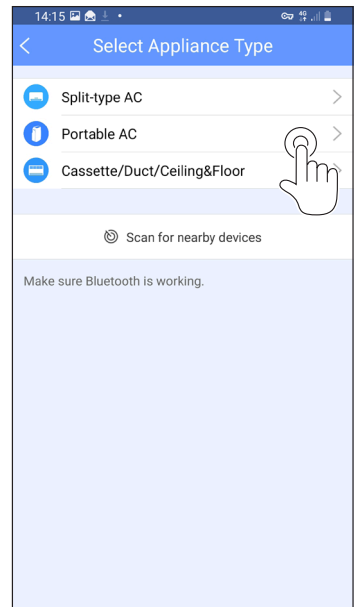 14:15
4G
Select Appliance Type
Split-type AC
Portable AC
Cassette/Duct/Ceiling&Floor
Scan for nearby devices
Make sure Bluetooth is working.